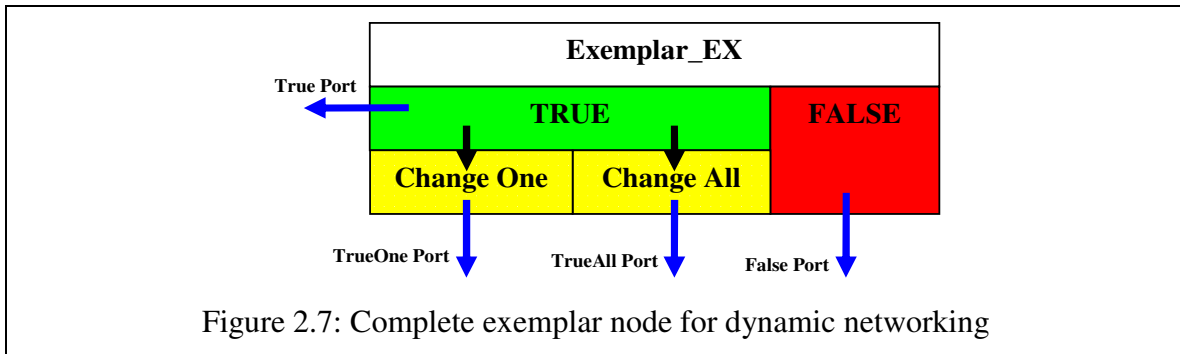 Exemplar_EX
True Port
TRUE
FALSE
Change One
Change All
TrueOne Port
TrueAll Port
False Port
Figure 2.7: Complete exemplar node for dynamic networking